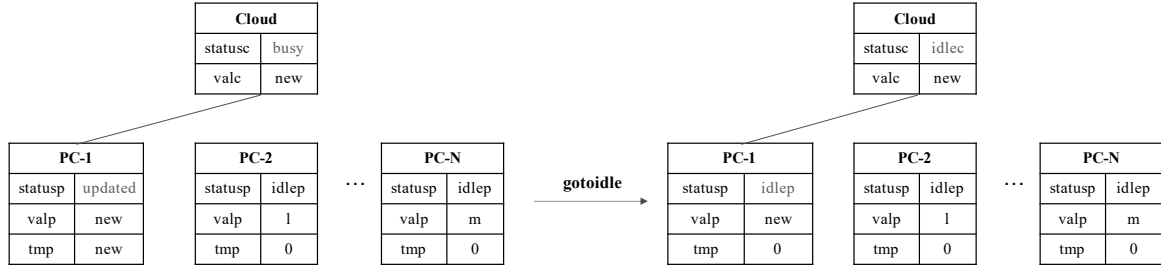 Cloud
statusc busy
valc new
PC-1
statusp updated
valp new
tmp new
PC-2
statusp idlep
valp l
tmp 0
...
PC-N
statusp idlep
valp m
tmp 0
gotoidle
Cloud
statusc idlec
valc new
PC-1
statusp idlep
valp new
tmp 0
PC-2
statusp idlep
valp l
tmp 0
...
PC-N
statusp idlep
valp m
tmp 0